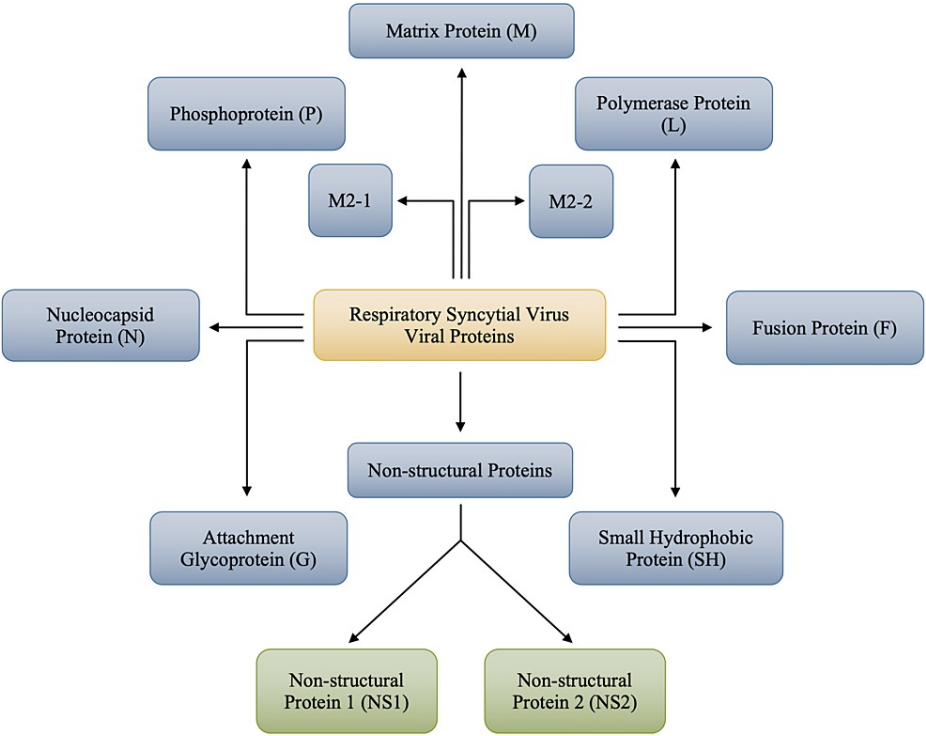 Matrix Protein (M)
Phosphoprotein (P)
Polymerase Protein
(L)
M2-1
M2-2
Nucleocapsid
Protein (N)
Respiratory Syncytial Virus
Viral Proteins
Fusion Protein (F)
Non-structural Proteins
Attachment
Glycoprotein (G)
Small Hydrophobic
Protein (SH)
Non-structural
Protein 1 (NS1)
Non-structural
Protein 2 (NS2)